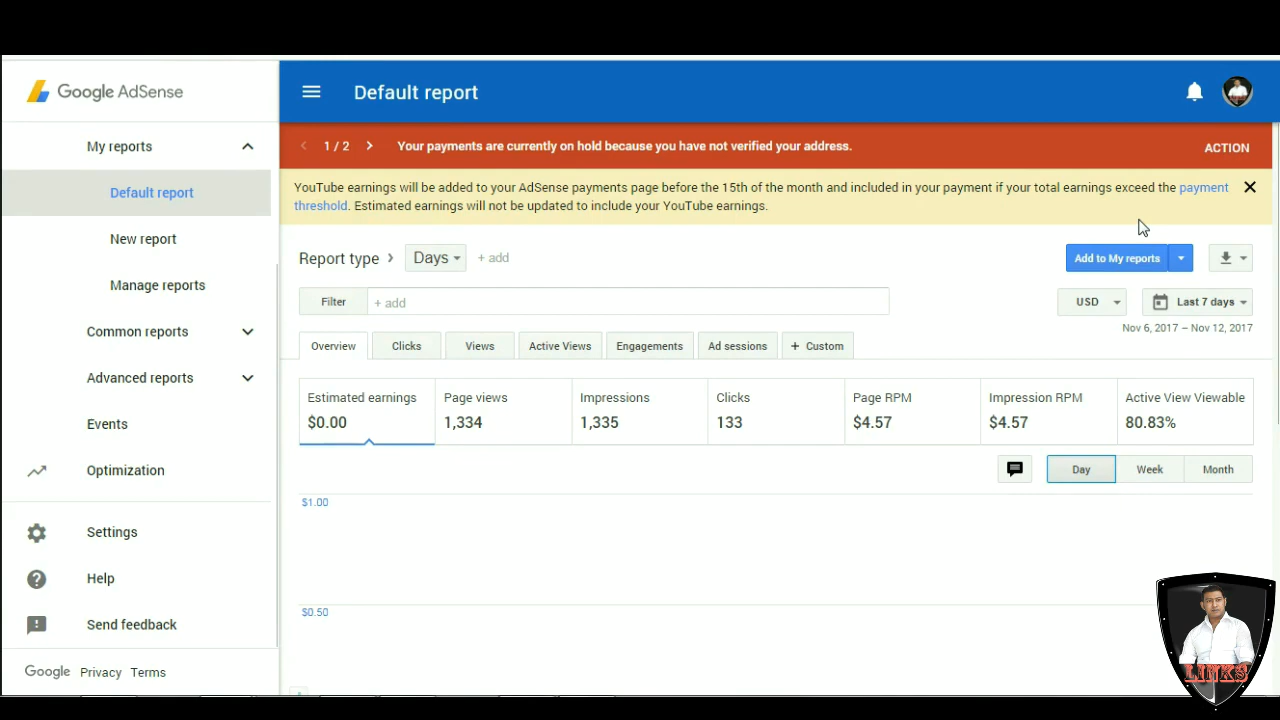 Google AdSense
Default report
My reports
Default report
New report
Manage reports
Common reports
Advanced reports
Events
Optimization
Settings
Help
Send feedback
Google Privacy Terms
1 / 2 Your payments are currently on hold because you have not verified your address. ACTION
YouTube earnings will be added to your AdSense payments page before the 15th of the month and included in your payment if your total earnings exceed the payment
threshold. Estimated earnings will not be updated to include your YouTube earnings.
Report type Days + add
Add to My reports
Filter + add
USD Last 7 days
Nov 6, 2017 – Nov 12, 2017
Overview Clicks Views Active Views Engagements Ad sessions + Custom
Estimated earnings Page views Impressions Clicks Page RPM Impression RPM Active View Viewable
$0.00 1,334 1,335 133 $4.57 $4.57 80.83%
Day Week Month
$1.00
$0.50
LINKS